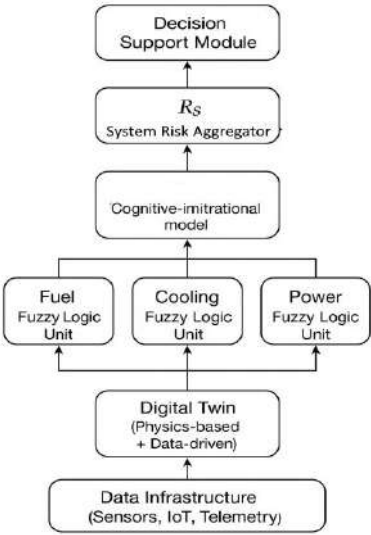 Decision
Support Module
R_S
System Risk Aggregator
Cognitive-imitrational
model
Fuel
Fuzzy Logic
Unit
Cooling
Fuzzy Logic
Unit
Power
Fuzzy Logic
Unit
Digital Twin
(Physics-based
+ Data-driven)
Data Infrastructure
(Sensors, IoT, Telemetry)